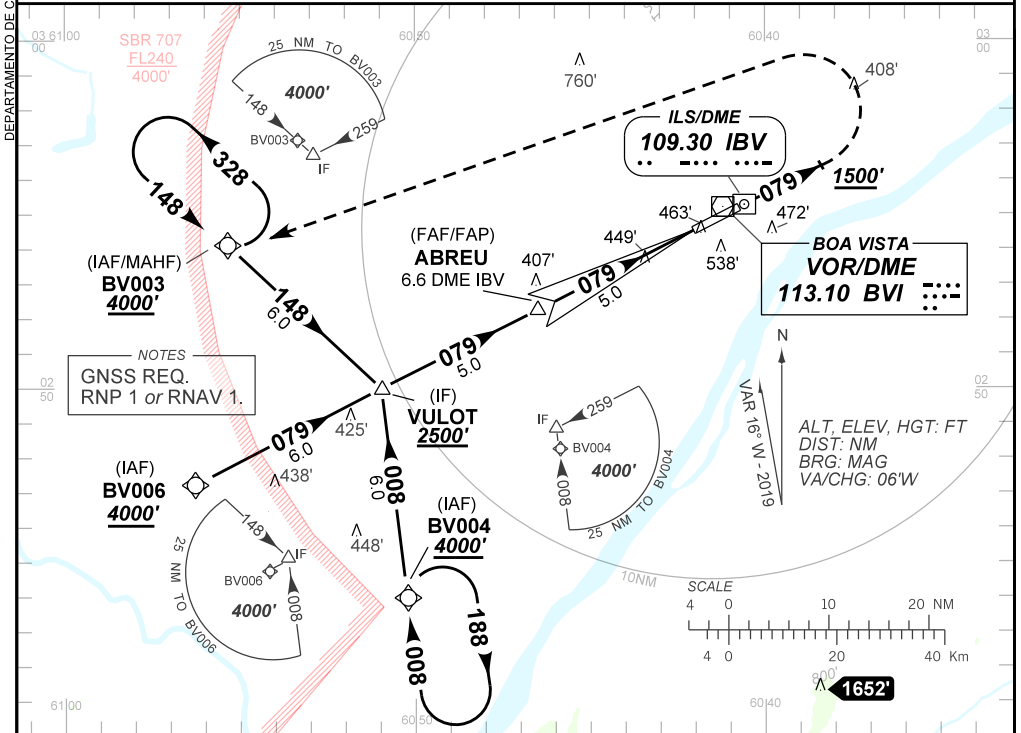 DEPARTAMENTO DE C
03 61 00
00
60 50
60 40
03
00
SBR 707
FL240
4000'
25 NM TO BV003
4000'
148
259
BV003
IF
760'
408'
ILS/DME
109.30 IBV
328
148
079
1500'
463'
472'
538'
449'
(FAF/FAP)
ABREU
6.6 DME IBV
407'
079
5.0
BOA VISTA
VOR/DME
113.10 BVI
(IAF/MAHF)
BV003
4000'
148
6.0
079
5.0
NOTES
GNSS REQ.
RNP 1 or RNAV 1.
02
50
02
50
(IF)
VULOT
2500'
425'
079
6.0
N
VAR 16° W - 2019
ALT, ELEV, HGT: FT
DIST: NM
BRG: MAG
VA/CHG: 06'W
IF
259
BV004
4000'
008
25 NM TO BV004
(IAF)
BV006
4000'
438'
008
6.0
(IAF)
BV004
4000'
448'
148
IF
BV006
4000'
008
25 NM TO BV006
10NM
188
008
SCALE
4 0 10 20 NM
4 0 20 40 Km
800'
1652'
61 00
60 50
60 40